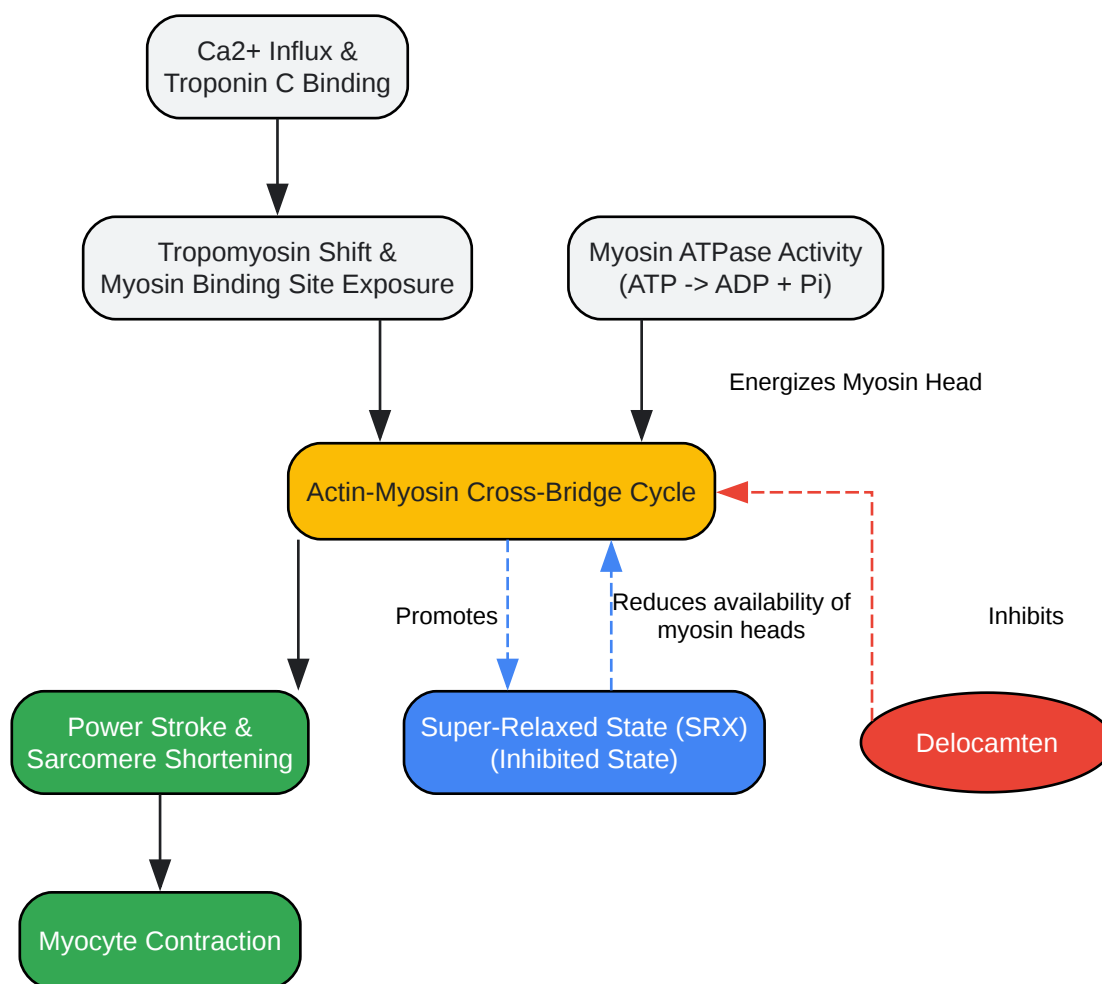 Ca2+ Influx &
Troponin C Binding
Tropomyosin Shift &
Myosin Binding Site Exposure
Myosin ATPase Activity
(ATP -> ADP + Pi)
Energizes Myosin Head
Actin-Myosin Cross-Bridge Cycle
Promotes
Reduces availability of
myosin heads
Inhibits
Power Stroke &
Sarcomere Shortening
Super-Relaxed State (SRX)
(Inhibited State)
Delocamten
Myocyte Contraction